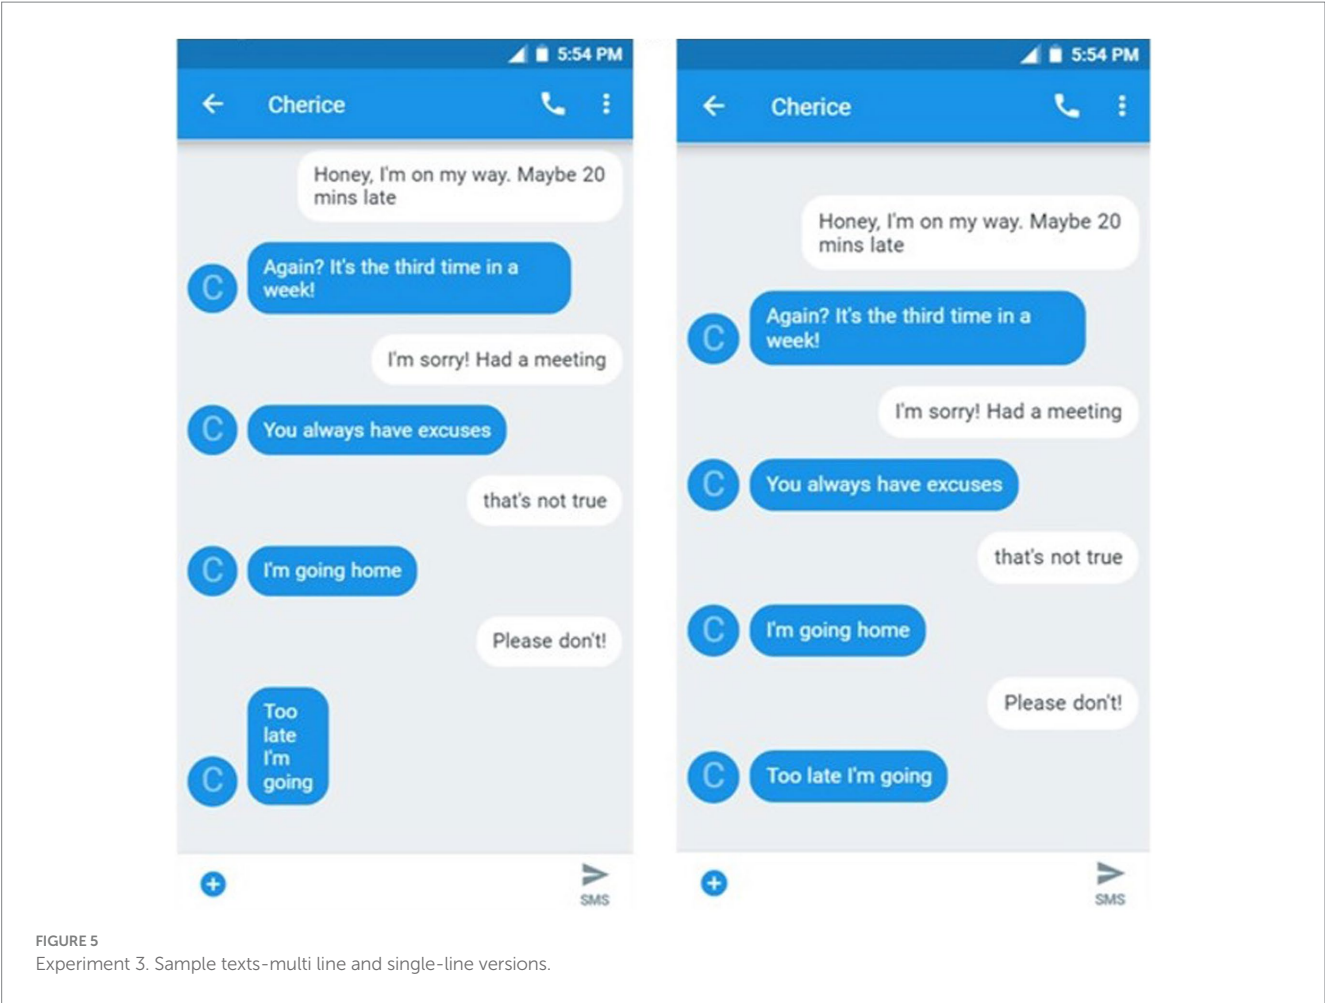 5:54 PM
Cherice
Honey, I'm on my way. Maybe 20
mins late
C
Again? It's the third time in a
week!
I'm sorry! Had a meeting
C
You always have excuses
that's not true
C
I'm going home
Please don't!
C
Too
late
I'm
going
SMS
5:54 PM
Cherice
Honey, I'm on my way. Maybe 20
mins late
C
Again? It's the third time in a
week!
I'm sorry! Had a meeting
C
You always have excuses
that's not true
C
I'm going home
Please don't!
C
Too late I'm going
SMS
FIGURE 5
Experiment 3. Sample texts-multi line and single-line versions.